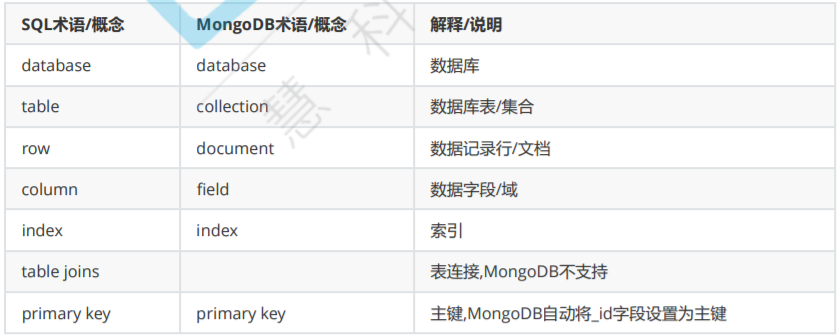 SQL术语/概念 MongoDB术语/概念 解释/说明
database database 数据库
table collection 数据库表/集合
row document 数据记录行/文档
column field 数据字段/域
index index 索引
table joins 表连接,MongoDB不支持
primary key primary key 主键,MongoDB自动将_id字段设置为主键
慧科